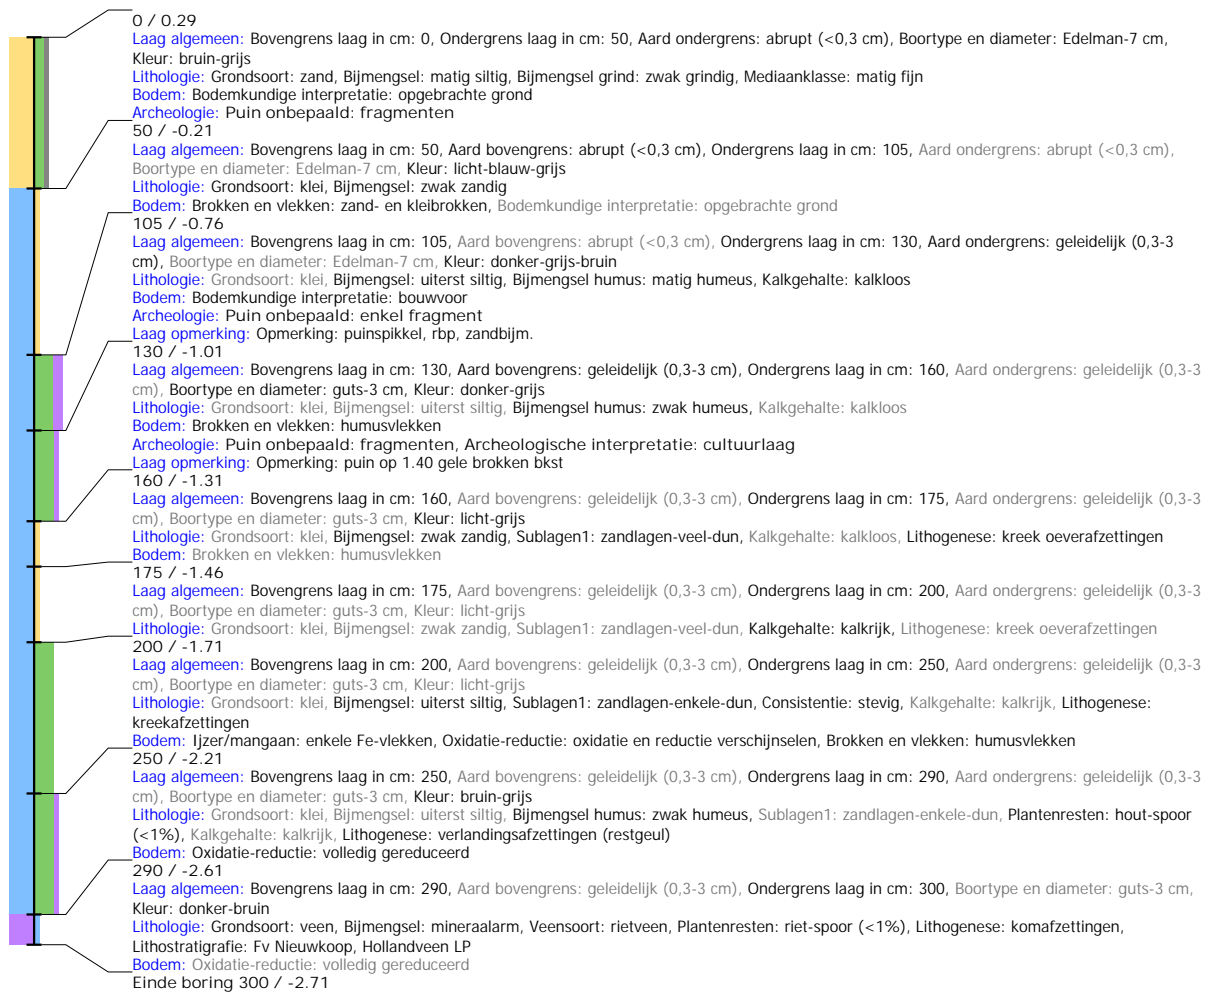 0 / 0.29
Laag algemeen: Bovengrens laag in cm: 0, Ondergrens laag in cm: 50, Aard ondergrens: abrupt (<0,3 cm), Boortype en diameter: Edelman-7 cm,
Kleur: bruin-grijs
Lithologie: Grondsoort: zand, Bijmengsel: matig siltig, Bijmengsel grind: zwak grindig, Mediaanklasse: matig fijn
Bodem: Bodemkundige interpretatie: opgebrachte grond
Archeologie: Puin onbepaald: fragmenten
50 / -0.21
Laag algemeen: Bovengrens laag in cm: 50, Aard bovengrens: abrupt (<0,3 cm), Ondergrens laag in cm: 105, Aard ondergrens: abrupt (<0,3 cm),
Boortype en diameter: Edelman-7 cm, Kleur: licht-blauw-grijs
Lithologie: Grondsoort: klei, Bijmengsel: zwak zandig
Bodem: Brokken en vlekken: zand- en kleibrokken, Bodemkundige interpretatie: opgebrachte grond
105 / -0.76
Laag algemeen: Bovengrens laag in cm: 105, Aard bovengrens: abrupt (<0,3 cm), Ondergrens laag in cm: 130, Aard ondergrens: geleidelijk (0,3-3
cm), Boortype en diameter: Edelman-7 cm, Kleur: donker-grijs-bruin
Lithologie: Grondsoort: klei, Bijmengsel: uiterst siltig, Bijmengsel humus: matig humeus, Kalkgehalte: kalkloos
Bodem: Bodemkundige interpretatie: bouwvoor
Archeologie: Puin onbepaald: enkel fragment
Laag opmerking: Opmerking: puinspikkel, rbp, zandbijm.
130 / -1.01
Laag algemeen: Bovengrens laag in cm: 130, Aard bovengrens: geleidelijk (0,3-3 cm), Ondergrens laag in cm: 160, Aard ondergrens: geleidelijk (0,3-3
cm), Boortype en diameter: guts-3 cm, Kleur: donker-grijs
Lithologie: Grondsoort: klei, Bijmengsel: uiterst siltig, Bijmengsel humus: zwak humeus, Kalkgehalte: kalkloos
Bodem: Brokken en vlekken: humusvlekken
Archeologie: Puin onbepaald: fragmenten, Archeologische interpretatie: cultuurlaag
Laag opmerking: Opmerking: puin op 1.40 gele brokken bkst
160 / -1.31
Laag algemeen: Bovengrens laag in cm: 160, Aard bovengrens: geleidelijk (0,3-3 cm), Ondergrens laag in cm: 175, Aard ondergrens: geleidelijk (0,3-3
cm), Boortype en diameter: guts-3 cm, Kleur: licht-grijs
Lithologie: Grondsoort: klei, Bijmengsel: zwak zandig, Sublagen1: zandlagen-veel-dun, Kalkgehalte: kalkloos, Lithogenese: kreek oeverafzettingen
Bodem: Brokken en vlekken: humusvlekken
175 / -1.46
Laag algemeen: Bovengrens laag in cm: 175, Aard bovengrens: geleidelijk (0,3-3 cm), Ondergrens laag in cm: 200, Aard ondergrens: geleidelijk (0,3-3
cm), Boortype en diameter: guts-3 cm, Kleur: licht-grijs
Lithologie: Grondsoort: klei, Bijmengsel: zwak zandig, Sublagen1: zandlagen-veel-dun, Kalkgehalte: kalkrijk, Lithogenese: kreek oeverafzettingen
200 / -1.71
Laag algemeen: Bovengrens laag in cm: 200, Aard bovengrens: geleidelijk (0,3-3 cm), Ondergrens laag in cm: 250, Aard ondergrens: geleidelijk (0,3-3
cm), Boortype en diameter: guts-3 cm, Kleur: licht-grijs
Lithologie: Grondsoort: klei, Bijmengsel: uiterst siltig, Sublagen1: zandlagen-enkele-dun, Consistentie: stevig, Kalkgehalte: kalkrijk, Lithogenese:
kreekafzettingen
Bodem: Ijzer/mangaan: enkele Fe-vlekken, Oxidatie-reductie: oxidatie en reductie verschijnselen, Brokken en vlekken: humusvlekken
250 / -2.21
Laag algemeen: Bovengrens laag in cm: 250, Aard bovengrens: geleidelijk (0,3-3 cm), Ondergrens laag in cm: 290, Aard ondergrens: geleidelijk (0,3-3
cm), Boortype en diameter: guts-3 cm, Kleur: bruin-grijs
Lithologie: Grondsoort: klei, Bijmengsel: uiterst siltig, Bijmengsel humus: zwak humeus, Sublagen1: zandlagen-enkele-dun, Plantenresten: hout-spoor
(<1%), Kalkgehalte: kalkrijk, Lithogenese: verlandingsafzettingen (restgeul)
Bodem: Oxidatie-reductie: volledig gereduceerd
290 / -2.61
Laag algemeen: Bovengrens laag in cm: 290, Aard bovengrens: geleidelijk (0,3-3 cm), Ondergrens laag in cm: 300, Boortype en diameter: guts-3 cm,
Kleur: donker-bruin
Lithologie: Grondsoort: veen, Bijmengsel: mineraalarm, Veensoort: rietveen, Plantenresten: riet-spoor (<1%), Lithogenese: komafzettingen,
Lithostratigrafie: Fv Nieuwkoop, Hollandveen LP
Bodem: Oxidatie-reductie: volledig gereduceerd
Einde boring 300 / -2.71